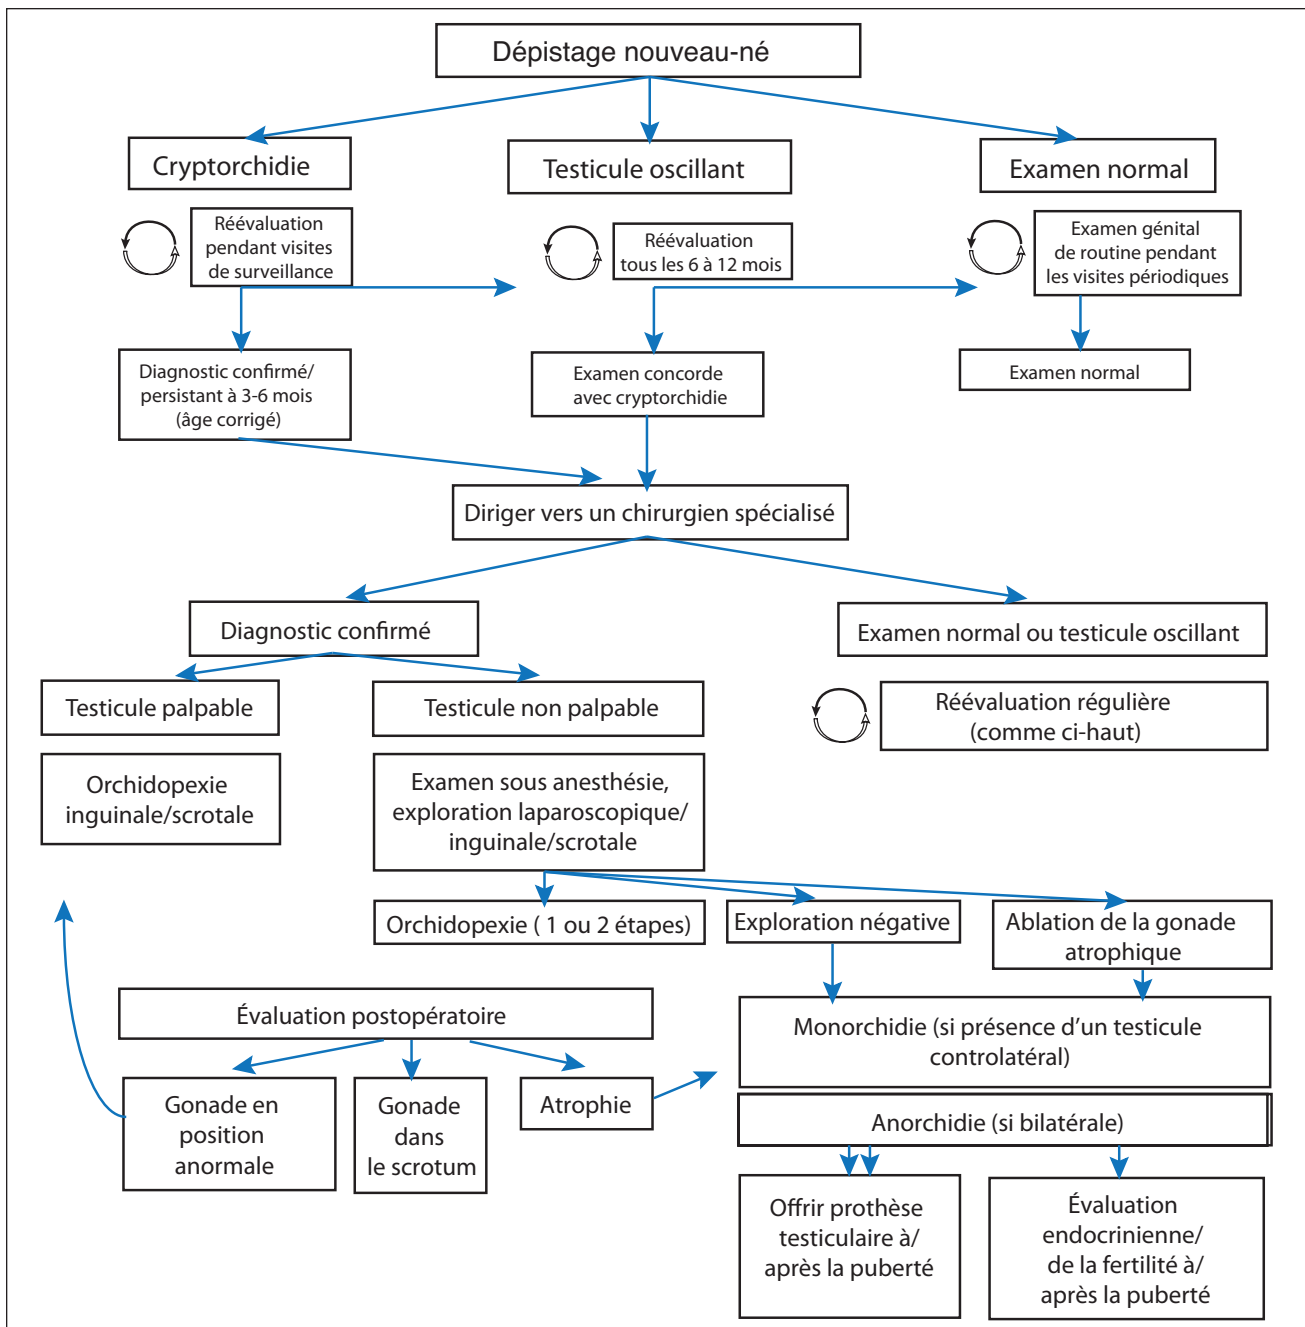 Dépistage nouveau-né
Cryptorchidie
Testicule oscillant
Examen normal
Réévaluation
pendant visites
de surveillance
Réévaluation
tous les 6 à 12 mois
Examen génital
de routine pendant
les visites périodiques
Diagnostic confirmé/
persistant à 3-6 mois
(âge corrigé)
Examen concorde
avec cryptorchidie
Examen normal
Diriger vers un chirurgien spécialisé
Diagnostic confirmé
Examen normal ou testicule oscillant
Testicule palpable
Testicule non palpable
Réévaluation régulière
(comme ci-haut)
Orchidopexie
inguinale/scrotale
Examen sous anesthésie,
exploration laparoscopique/
inguinale/scrotale
Orchidopexie ( 1 ou 2 étapes)
Exploration négative
Ablation de la gonade
atrophique
Évaluation postopératoire
Monorchidie (si présence d'un testicule
controlatéral)
Gonade en
position
anormale
Gonade
dans
le scrotum
Atrophie
Anorchidie (si bilatérale)
Offrir prothèse
testiculaire à/
après la puberté
Évaluation
endocrinienne/
de la fertilité à/
après la puberté